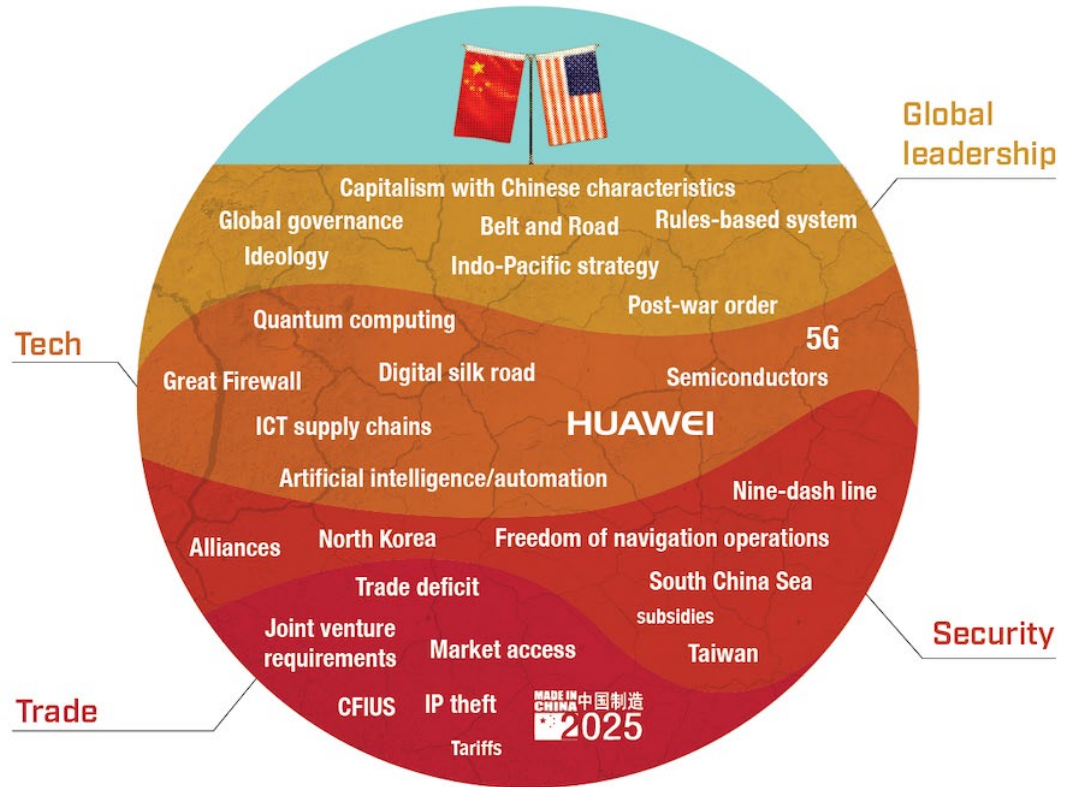 Global
leadership
Capitalism with Chinese characteristics
Global governance
Belt and Road
Rules-based system
Ideology
Indo-Pacific strategy
Post-war order
Tech
Quantum computing
5G
Great Firewall
Digital silk road
Semiconductors
ICT supply chains
HUAWEI
Artificial intelligence/automation
Nine-dash line
Alliances
North Korea
Freedom of navigation operations
South China Sea
subsidies
Taiwan
Security
Trade deficit
Joint venture
requirements
Market access
Trade
CFIUS
IP theft
MADE IN
CHINA
中国制造
2025
Tariffs